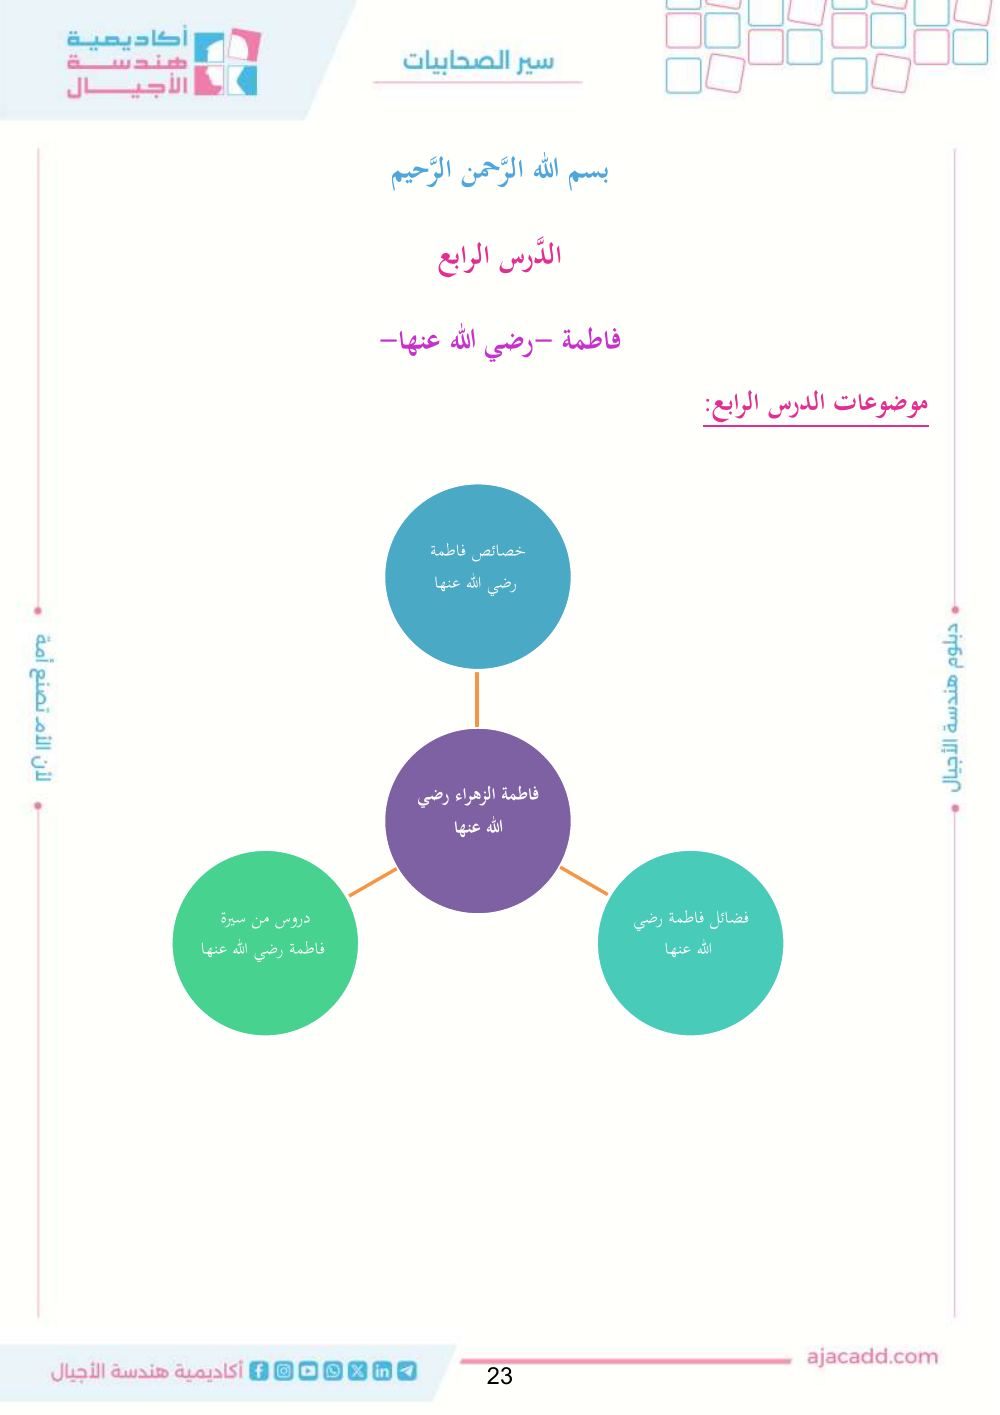 أكاديمية
هندسة
الأجيال
سير الصحابيات
بسم الله الرَّحمن الرَّحيم
الدَّرس الرابع
فاطمة –رضي الله عنها–
موضوعات الدرس الرابع:
خصائص فاطمة
رضي الله عنها
فاطمة الزهراء رضي
الله عنها
فضائل فاطمة رضي
الله عنها
دروس من سيرة
فاطمة رضي الله عنها
دبلوم هندسة الأجيال
لأن الأم تصنع أمة
ajacadd.com
23
أكاديمية هندسة الأجيال